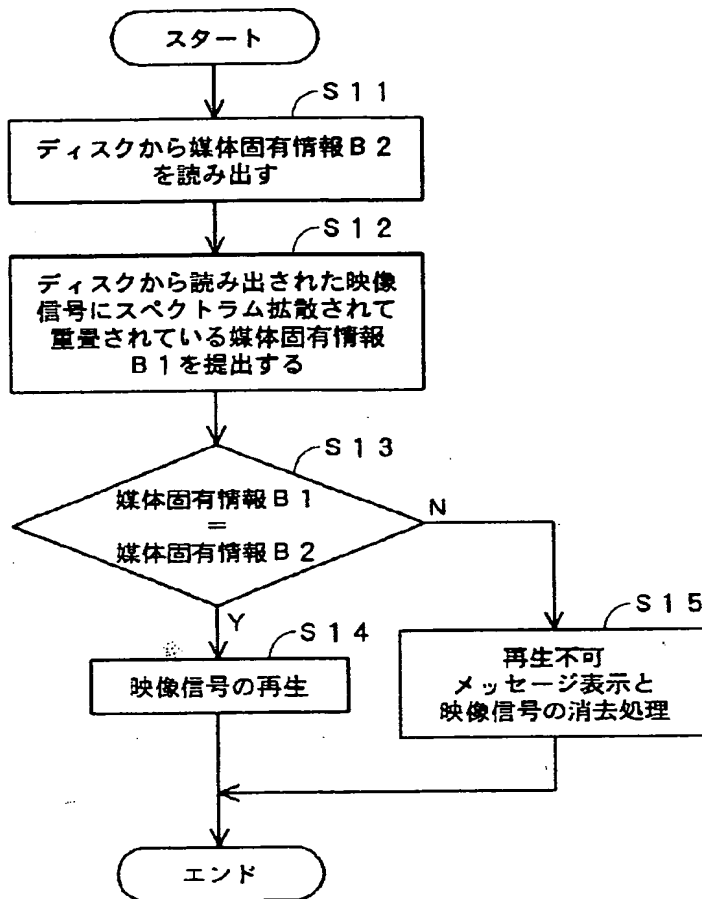 スタート
S11
ディスクから媒体固有情報B2
を読み出す
S12
ディスクから読み出された映像
信号にスペクトラム拡散されて
重畳されている媒体固有情報
B1を提出する
S13
媒体固有情報B1
=
媒体固有情報B2
N
Y
S14
映像信号の再生
S15
再生不可
メッセージ表示と
映像信号の消去処理
エンド